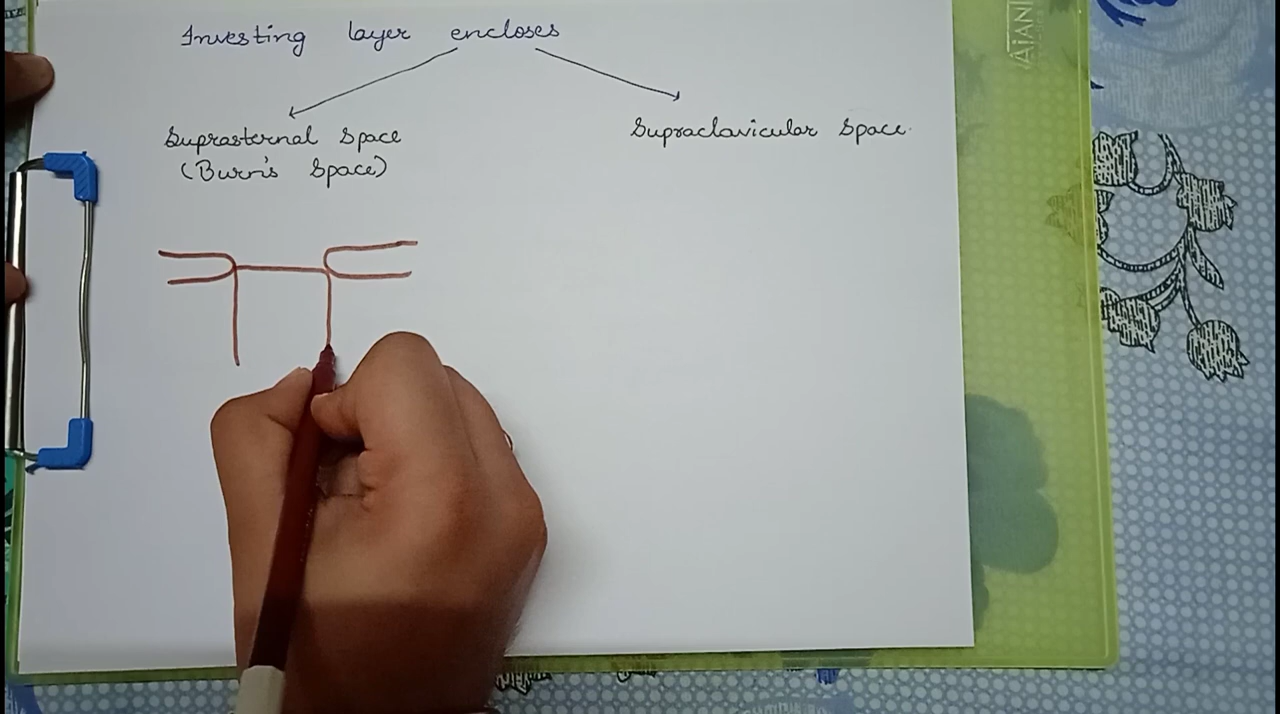 Investing layer encloses
Suprasternal Space
(Burn's Space)
Supraclavicular Space.